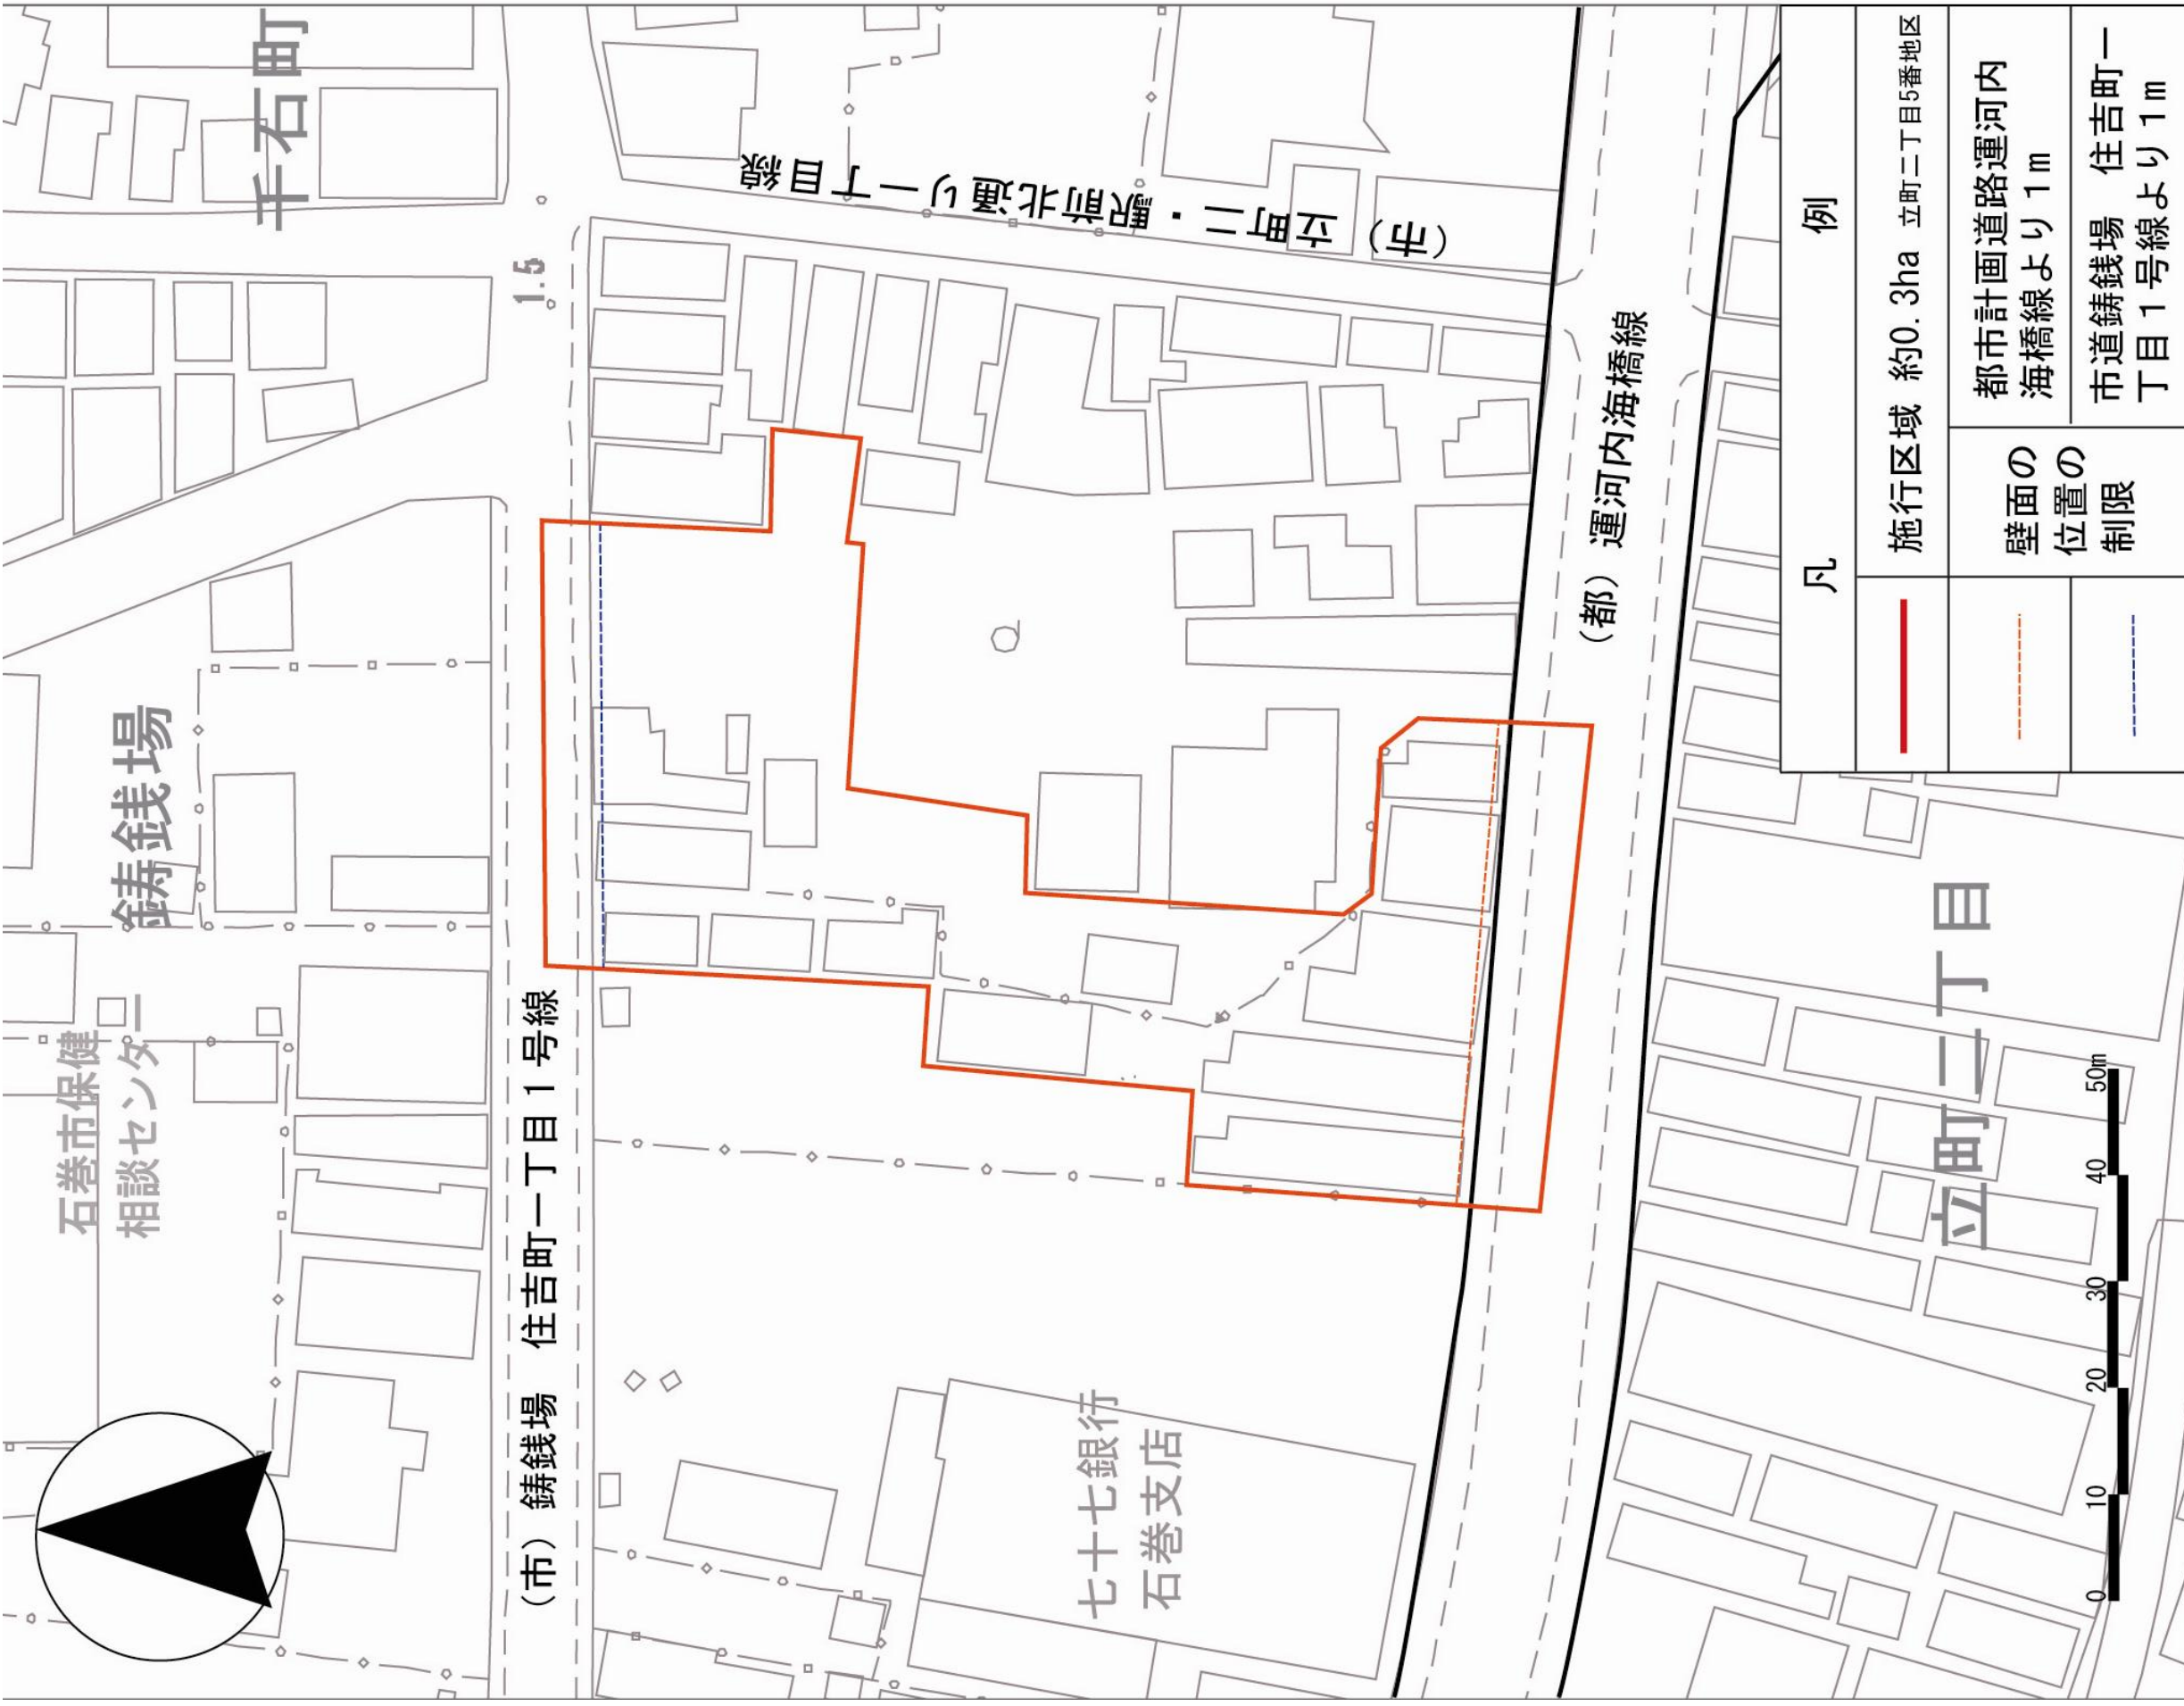 千石町
鋳銭場
石巻市保健
相談センター
1.5
(市) 立町二・駅前北通り一丁目線
(市) 鋳銭場 住吉町一丁目1号線
(都) 運河内海橋線
七十七銀行
石巻支店
立町二丁目
0 10 20 30 40 50m
凡 例
施行区域 約0.3ha 立町二丁目5番地区
壁面の
位置の
制限
都市計画道路運河内
海橋線より1m
市道鋳銭場 住吉町一
丁目1号線より1m